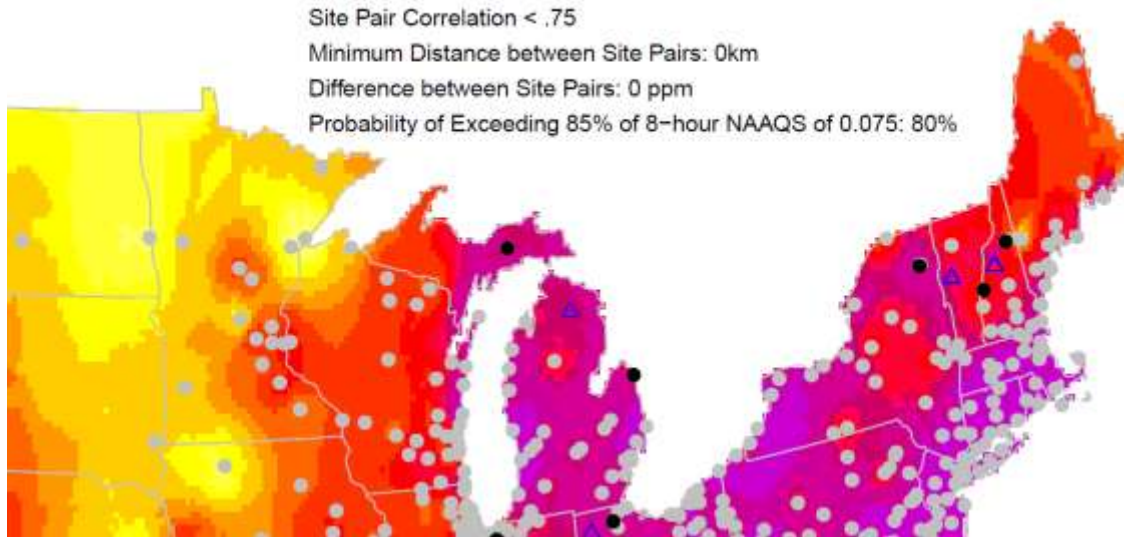 Site Pair Correlation < .75
Minimum Distance between Site Pairs: 0km
Difference between Site Pairs: 0 ppm
Probability of Exceeding 85% of 8−hour NAAQS of 0.075: 80%